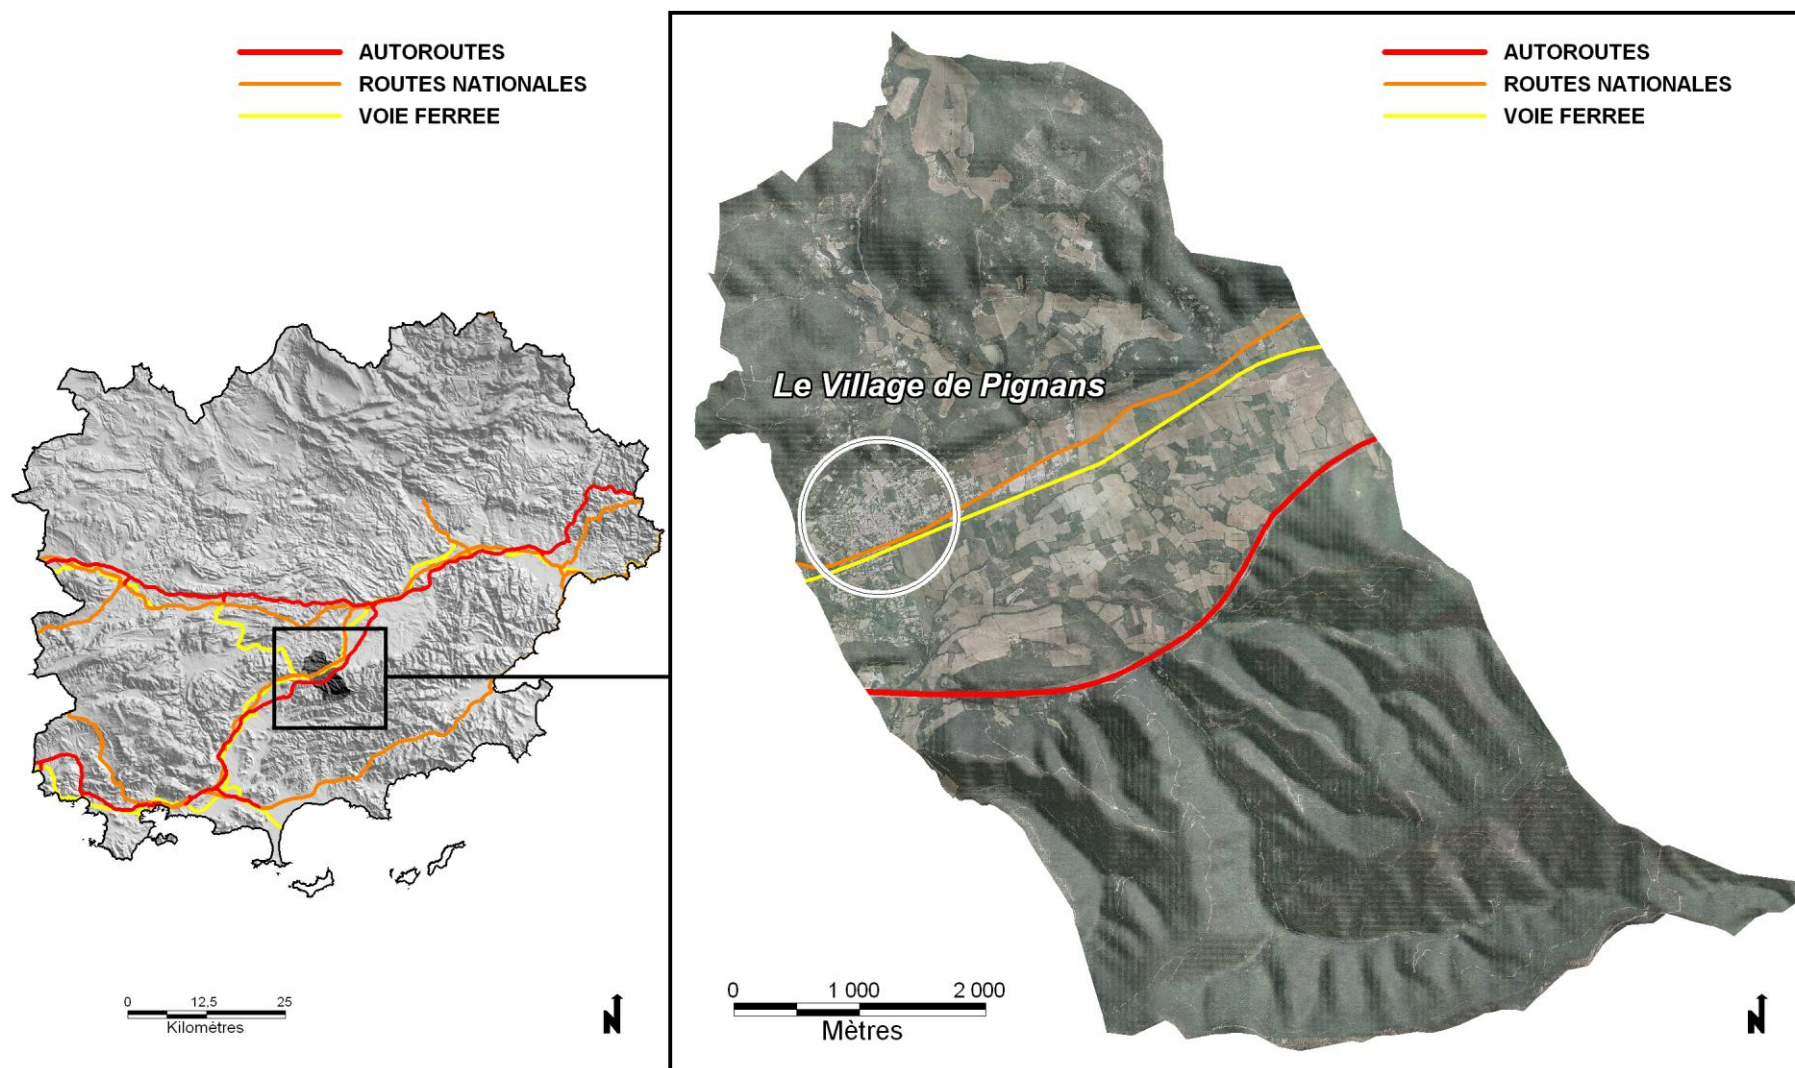 AUTOROUTES
ROUTES NATIONALES
VOIE FERREE
0 12,5 25
Kilomètres
N
AUTOROUTES
ROUTES NATIONALES
VOIE FERREE
Le Village de Pignans
0 1 000 2 000
Mètres
N